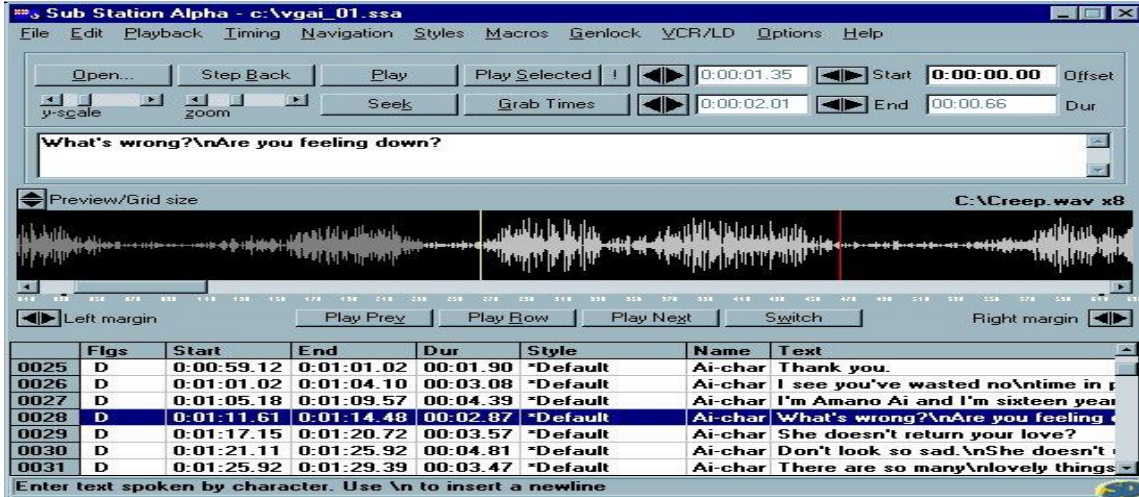 Sub Station Alpha - c:\vgai_01.ssa
File Edit Playback Timing Navigation Styles Macros Genlock VCR/LD Options Help
Open... Step Back Play Play Selected ! 0:00:01.35 Start 0:00:00.00 Offset
y-scale zoom Seek Grab Times 0:00:02.01 End 00:00.66 Dur
What's wrong?\nAre you feeling down?
Preview/Grid size C:\Creep.wav x8
Left margin Play Prev Play Row Play Next Switch Right margin
Flgs Start End Dur Style Name Text
0025 D 0:00:59.12 0:01:01.02 00:01.90 *Default Ai-char Thank you.
0026 D 0:01:01.02 0:01:04.10 00:03.08 *Default Ai-char I see you've wasted no\ntime in
0027 D 0:01:05.18 0:01:09.57 00:04.39 *Default Ai-char I'm Amano Ai and I'm sixteen year
0028 D 0:01:11.61 0:01:14.48 00:02.87 *Default Ai-char What's wrong?\nAre you feeling
0029 D 0:01:17.15 0:01:20.72 00:03.57 *Default Ai-char She doesn't return your love?
0030 D 0:01:21.11 0:01:25.92 00:04.81 *Default Ai-char Don't look so sad.\nShe doesn't
0031 D 0:01:25.92 0:01:29.39 00:03.47 *Default Ai-char There are so many\nlovely things
Enter text spoken by character. Use \n to insert a newline